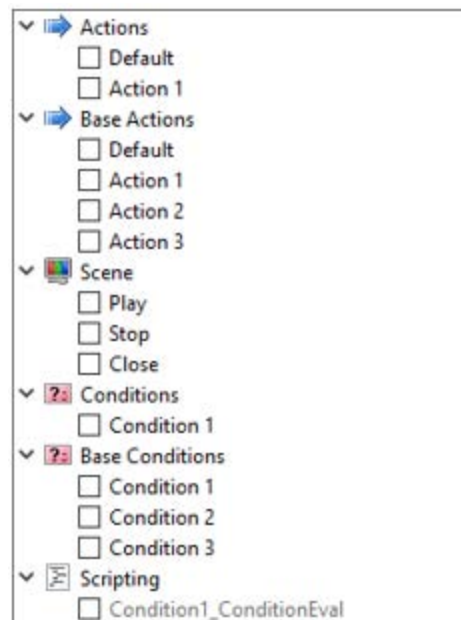 Actions
Default
Action 1
Base Actions
Default
Action 1
Action 2
Action 3
Scene
Play
Stop
Close
Conditions
Condition 1
Base Conditions
Condition 1
Condition 2
Condition 3
Scripting
Condition1_ConditionEval